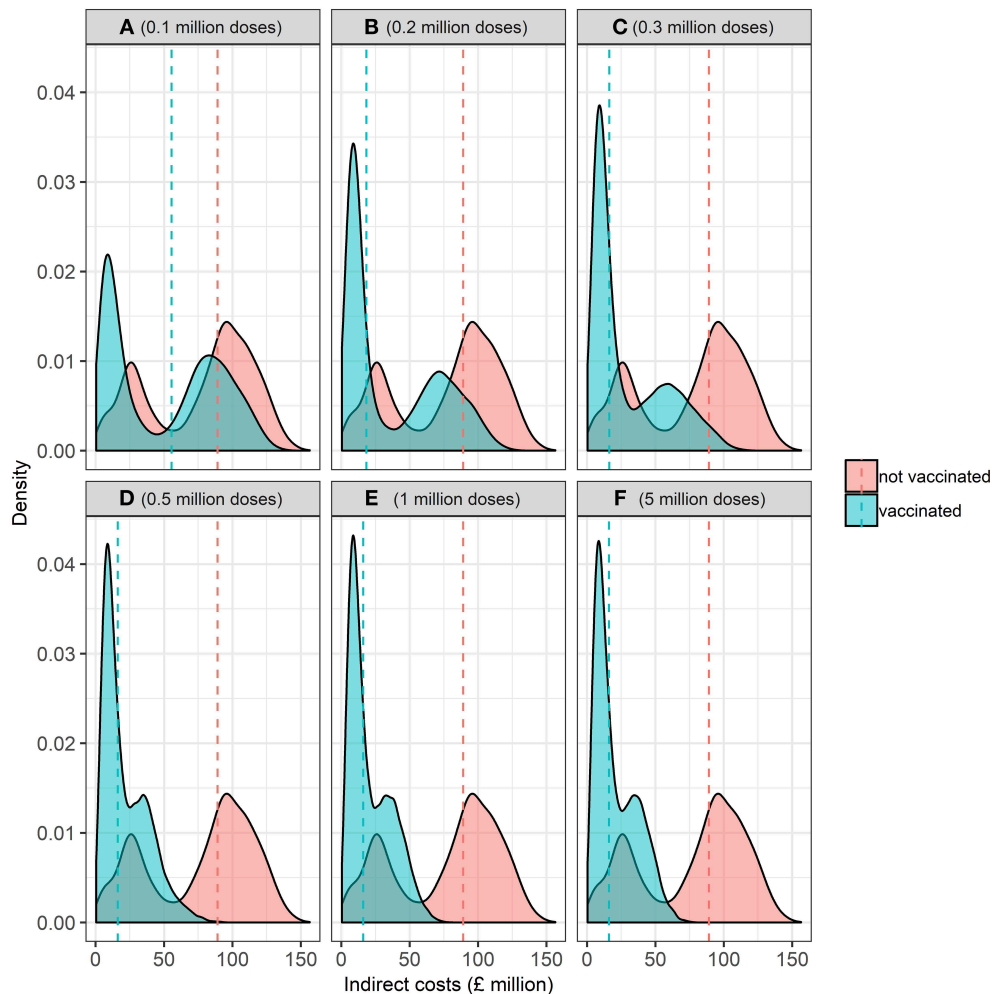 A (0.1 million doses) B (0.2 million doses) C (0.3 million doses)
0.04
0.03
0.02
0.01
0.00
Density
not vaccinated
vaccinated
D (0.5 million doses) E (1 million doses) F (5 million doses)
0.04
0.03
0.02
0.01
0.00
0 50 100 150 0 50 100 150 0 50 100 150
Indirect costs (£ million)